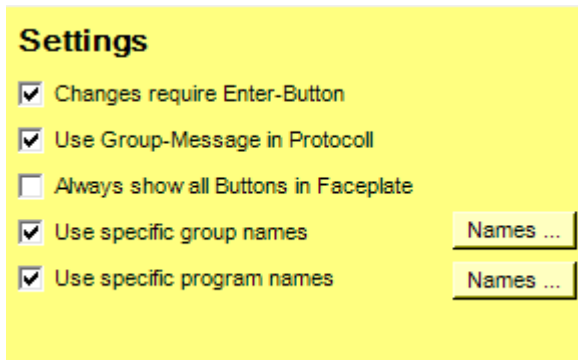 Settings
Changes require Enter-Button
Use Group-Message in Protocoll
Always show all Buttons in Faceplate
Use specific group names Names ...
Use specific program names Names ...